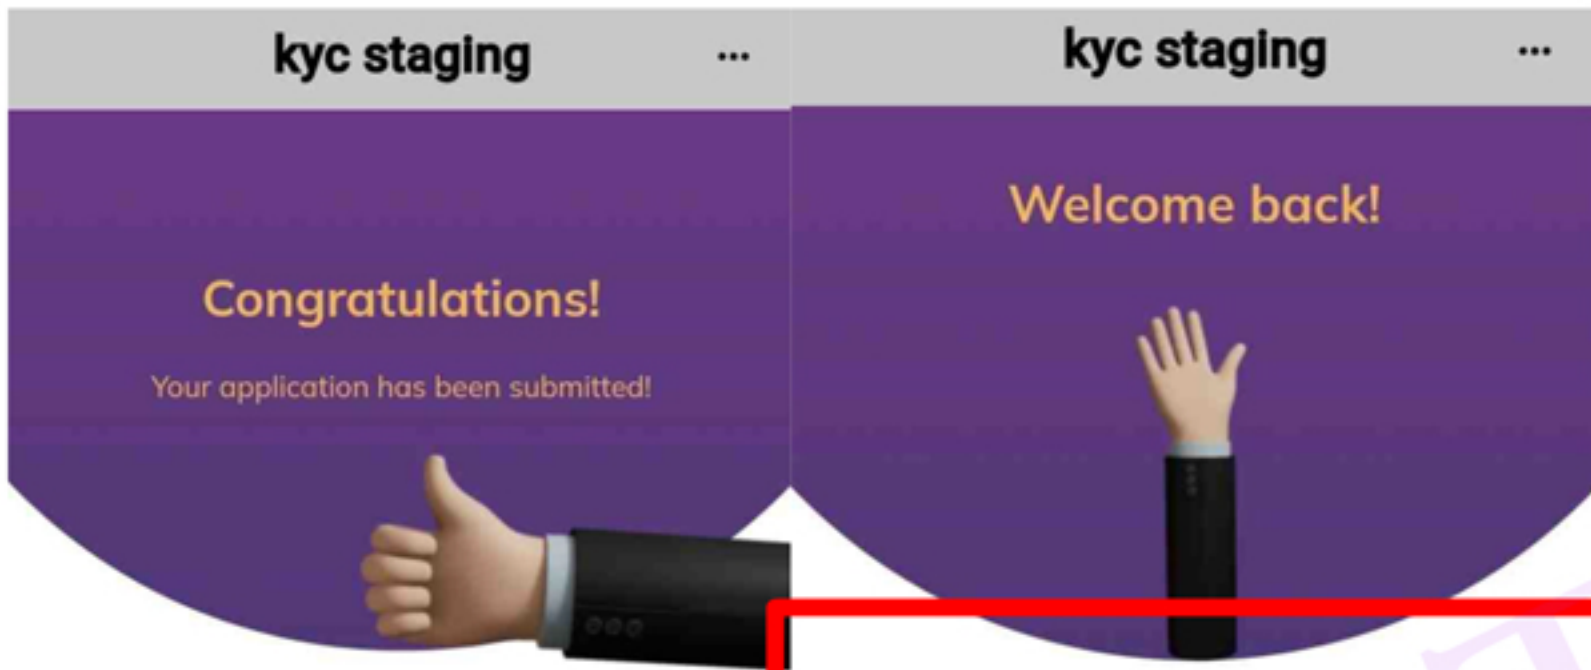 kyc staging
...
Congratulations!
Your application has been submitted!
kyc staging
...
Welcome back!